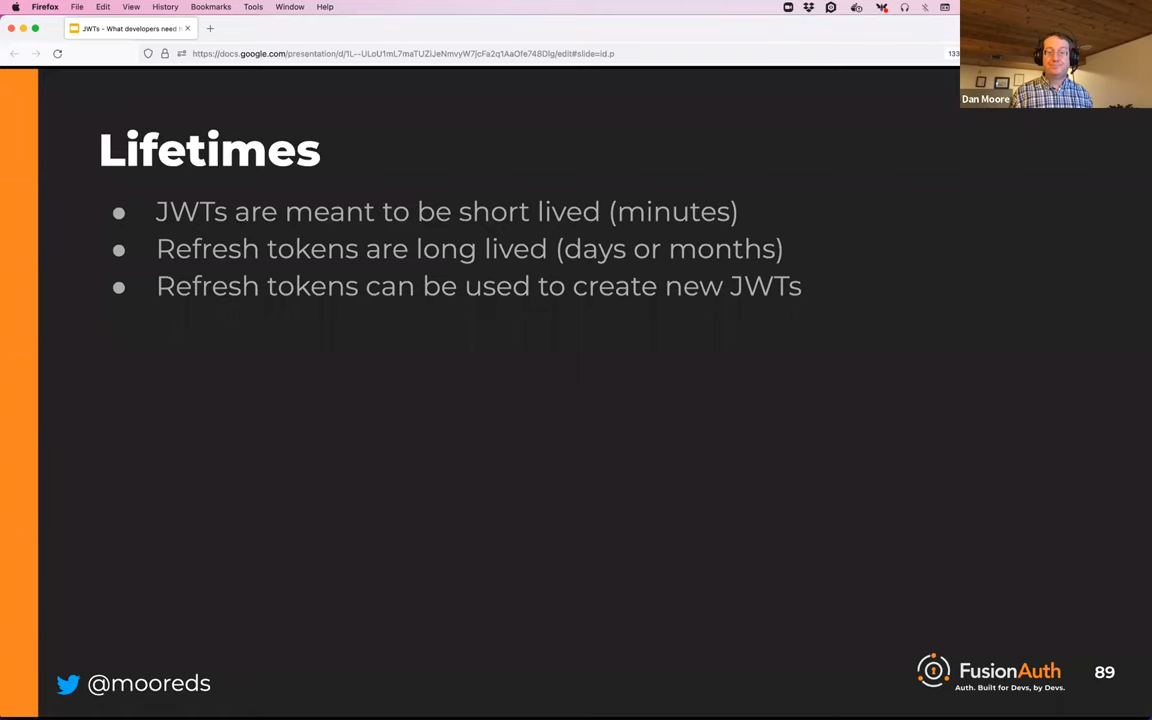 Firefox File Edit View History Bookmarks Tools Window Help
JWTs - What developers need
https://docs.google.com/presentation/d/1L--ULoU1mL7maTUZiJeNmvyW7jcFa2q1AaOfe748DIg/edit#slide=id.p
133
Dan Moore
Lifetimes
● JWTs are meant to be short lived (minutes)
● Refresh tokens are long lived (days or months)
● Refresh tokens can be used to create new JWTs
@mooreds
FusionAuth
Auth. Built for Devs, by Devs.
89